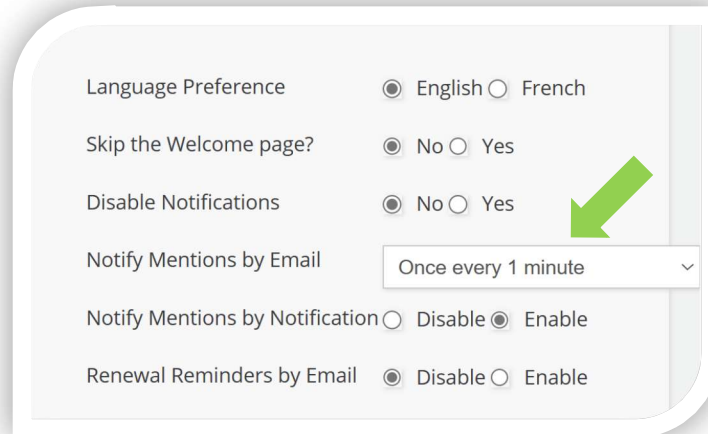 Language Preference English French
Skip the Welcome page? No Yes
Disable Notifications No Yes
Notify Mentions by Email Once every 1 minute
Notify Mentions by Notification Disable Enable
Renewal Reminders by Email Disable Enable